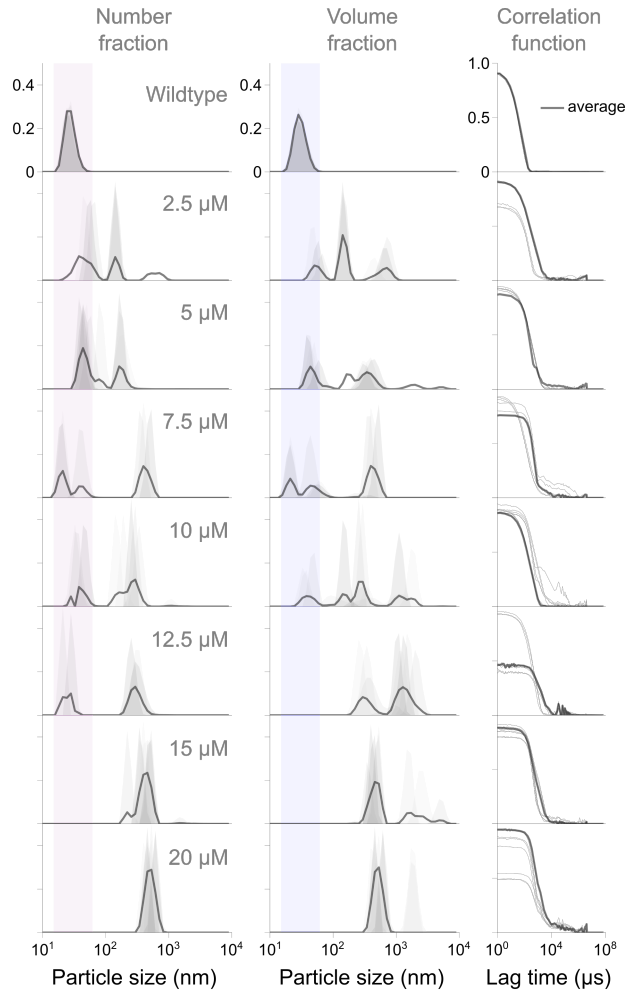 Number
fraction
Volume
fraction
Correlation
function
0.4
0.2
0
Wildtype
0.4
0.2
0
1.0
0.5
0
average
2.5 µM
5 µM
7.5 µM
10 µM
12.5 µM
15 µM
20 µM
10¹ 10² 10³ 10⁴
10¹ 10² 10³ 10⁴
10⁰ 10⁴ 10⁸
Particle size (nm)
Particle size (nm)
Lag time (µs)